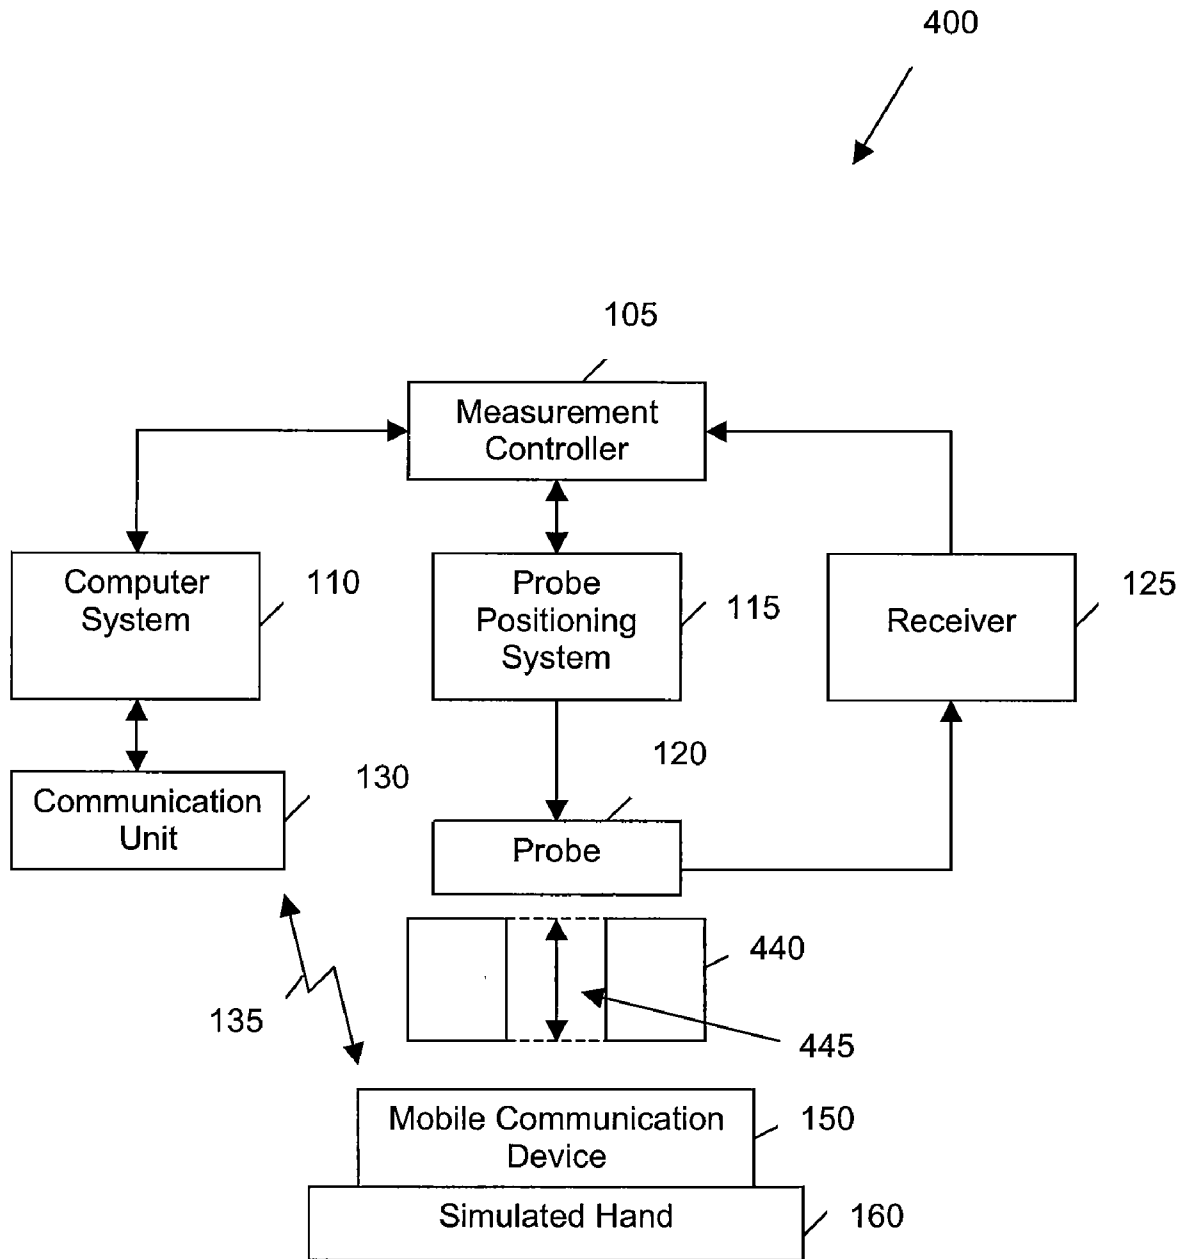 400
105
Measurement
Controller
Computer
System
110
Probe
Positioning
System
115
Receiver
125
120
Communication
Unit
130
Probe
440
135
445
Mobile Communication
Device
150
Simulated Hand
160